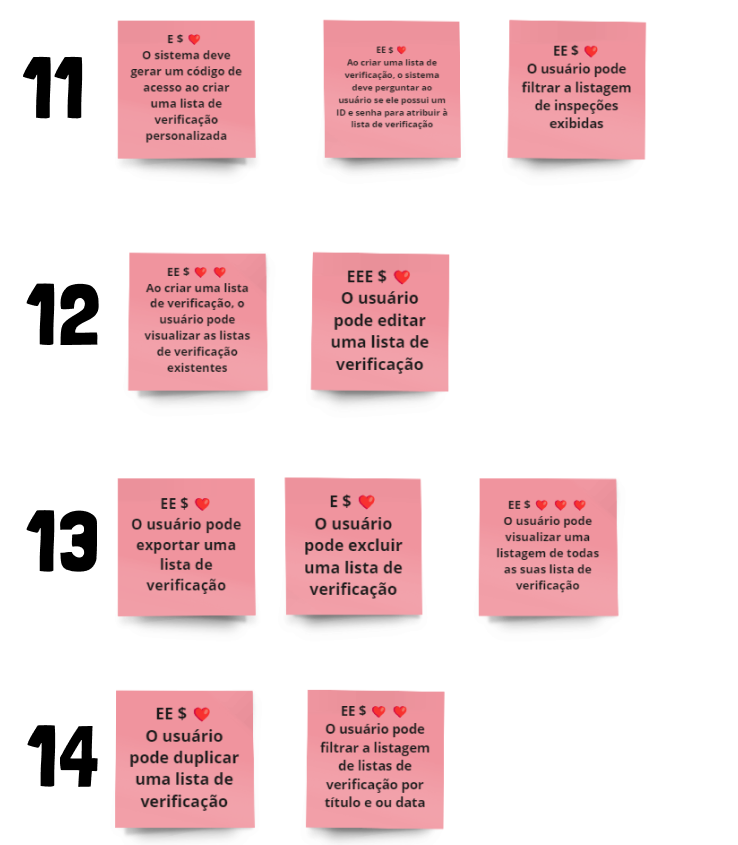 11
E $ ❤️
O sistema deve
gerar um código de
acesso ao criar
uma lista de
verificação
personalizada
EE $ ❤️
Ao criar uma lista de
verificação, o sistema
deve perguntar ao
usuário se ele possui um
ID e senha para atribuir à
lista de verificação
EE $ ❤️
O usuário pode
filtrar a listagem
de inspeções
exibidas
12
EE $ ❤️ ❤️
Ao criar uma lista
de verificação, o
usuário pode
visualizar as listas
de verificação
existentes
EEE $ ❤️
O usuário
pode editar
uma lista de
verificação
13
EE $ ❤️
O usuário pode
exportar uma
lista de
verificação
E $ ❤️
O usuário
pode excluir
uma lista de
verificação
EE $ ❤️ ❤️ ❤️
O usuário pode
visualizar uma
listagem de todas
as suas lista de
verificação
14
EE $ ❤️
O usuário
pode duplicar
uma lista de
verificação
EE $ ❤️ ❤️
O usuário pode
filtrar a listagem
de listas de
verificação por
título e ou data